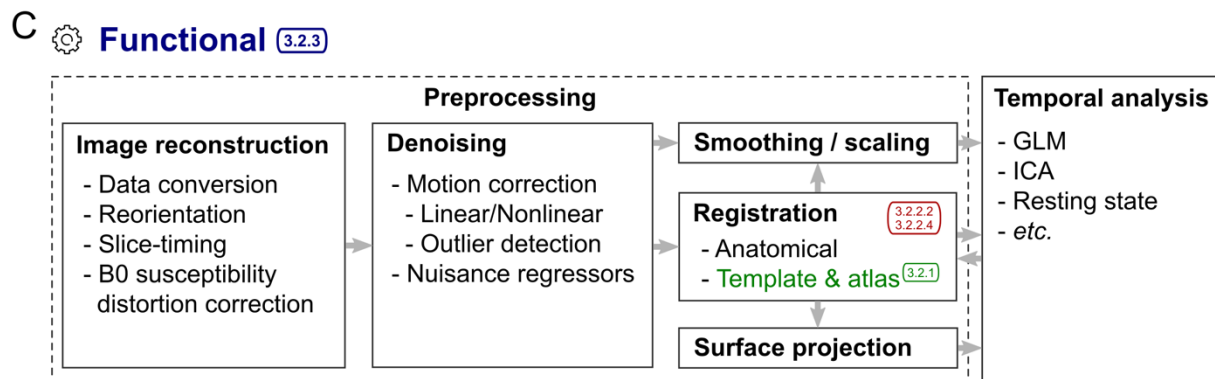 C
Functional 3.2.3
Preprocessing
Image reconstruction
- Data conversion
- Reorientation
- Slice-timing
- B0 susceptibility
distortion correction
Denoising
- Motion correction
- Linear/Nonlinear
- Outlier detection
- Nuisance regressors
Smoothing / scaling
Registration
3.2.2.2
3.2.2.4
- Anatomical
- Template & atlas 3.2.1
Surface projection
Temporal analysis
- GLM
- ICA
- Resting state
- etc.